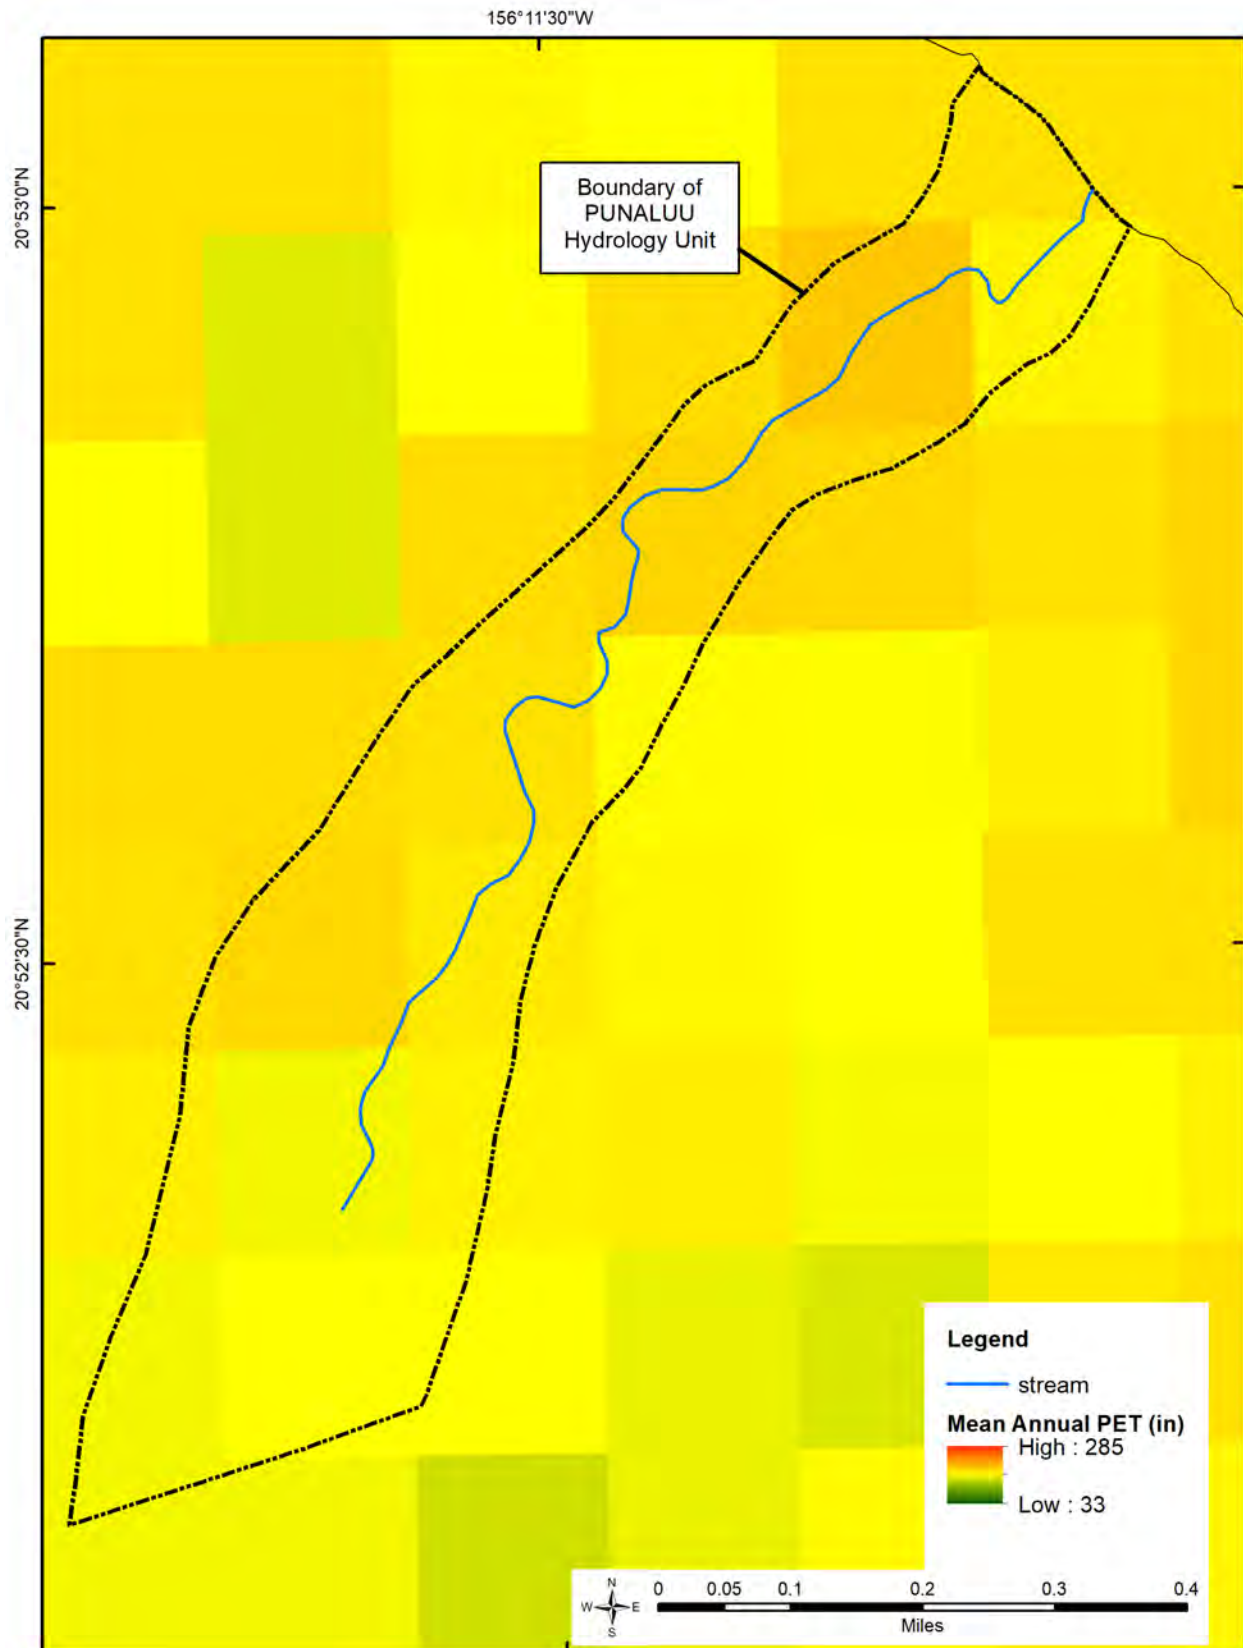 156°11'30"W
20°53'0"N
Boundary of
PUNALUU
Hydrology Unit
20°52'30"N
Legend
stream
Mean Annual PET (in)
High : 285
Low : 33
N
W E
S
0 0.05 0.1 0.2 0.3 0.4
Miles